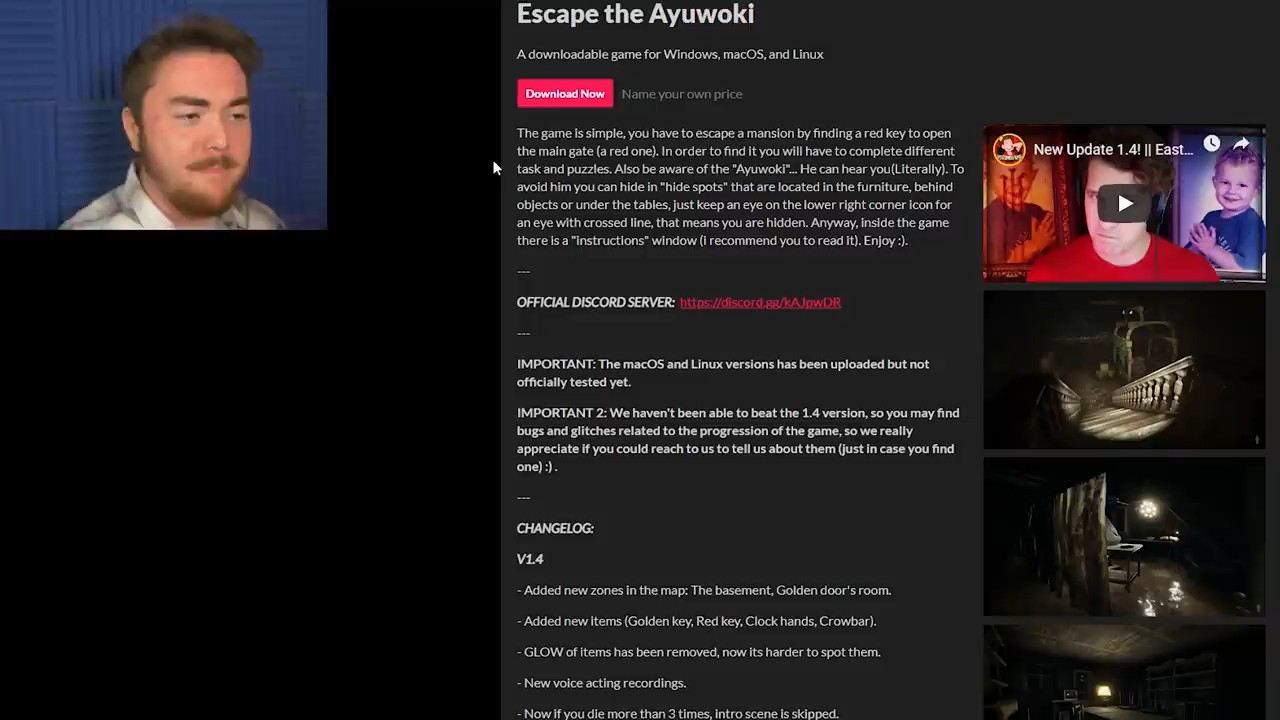 Escape the Ayuwoki
A downloadable game for Windows, macOS, and Linux
Download Now Name your own price
The game is simple, you have to escape a mansion by finding a red key to open
the main gate (a red one). In order to find it you will have to complete different
task and puzzles. Also be aware of the "Ayuwoki"... He can hear you(Literally). To
avoid him you can hide in "hide spots" that are located in the furniture, behind
objects or under the tables, just keep an eye on the lower right corner icon for
an eye with crossed line, that means you are hidden. Anyway, inside the game
there is a "instructions" window (i recommend you to read it). Enjoy :).
---
OFFICIAL DISCORD SERVER: https://discord.gg/kAJpwDR
---
IMPORTANT: The macOS and Linux versions has been uploaded but not
officially tested yet.
IMPORTANT 2: We haven't been able to beat the 1.4 version, so you may find
bugs and glitches related to the progression of the game, so we really
appreciate if you could reach to us to tell us about them (just in case you find
one) :) .
---
CHANGELOG:
V1.4
- Added new zones in the map: The basement, Golden door's room.
- Added new items (Golden key, Red key, Clock hands, Crowbar).
- GLOW of items has been removed, now its harder to spot them.
- New voice acting recordings.
- Now if you die more than 3 times, intro scene is skipped.
New Update 1.4! || East...